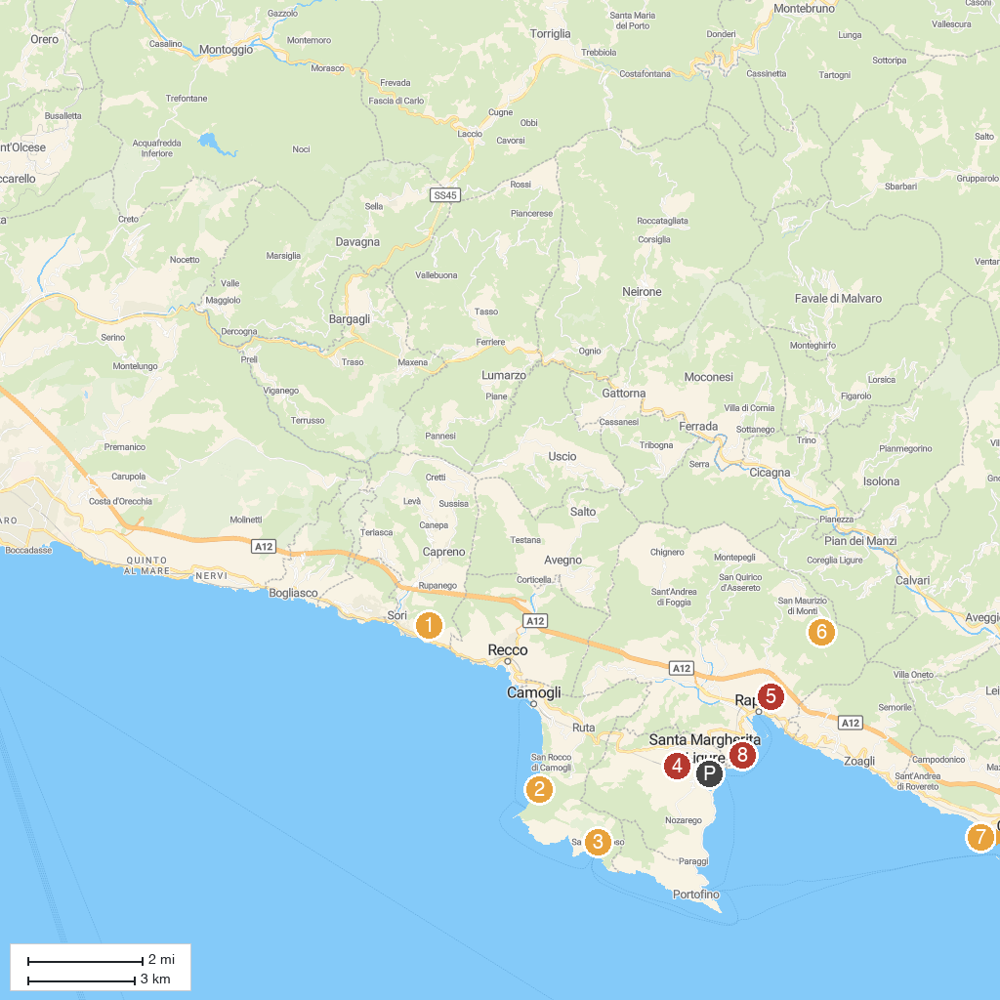 Gazzolo
Casoni
Orero
Casalino
Montoggio
Montemoro
Torriglia
Santa Maria
del Porto
Montebruno
Vallescura
Donderi
Lunga
Trebbiola
Morasco
Frevada
Costafontana
Cassinetta
Tartogni
Sottoripa
Trefontane
Fascia di Carlo
Cugne
Busalletta
Obbi
Laccio
Cavorsi
Salto
nt'Olcese
Acquafredda
Inferiore
Noci
ccarello
Rossi
Sbarbari
Grupparolo
SS45
Sella
Piancerese
Creto
Roccatagliata
Davagna
Corsiglia
Nocetto
Marsiglia
Vallebuona
Ventar
Valle
Maggiolo
Neirone
Favale di Malvaro
Tasso
Bargagli
Serino
Dercogna
Ferriere
Ognio
Monteghirfo
Montelungo
Preli
Traso
Maxena
Lumarzo
Moconesi
Lorsica
Viganego
Piane
Gattorna
Figarolo
Villa di Cornia
Terrusso
Cassanesi
Ferrada
Sottanego
Pannesi
Trino
Premanico
Tribogna
Pianmegorino
Uscio
Serra
Carupola
Cretti
Cicagna
Isolona
Costa d'Orecchia
Levà
Sussisa
Salto
ARO
Molinetti
Canepa
Pianezza
Teriasca
Testana
Pian dei Manzi
Boccadasse
A12
Capreno
Chignero
Montepegli
Coreglia Ligure
QUINTO
AL MARE
NERVI
Avegno
Corticella
San Quirico
d'Assereto
Calvari
Bogliasco
Rupanego
Sant'Andrea
di Foggia
San Maurizio
di Monti
Sori
1
A12
Aveggi
6
Recco
A12
Villa Oneto
Camogli
Rap
5
Lei
Semorile
Ruta
A12
Santa Margherita
Ligure
8
San Rocco
di Camogli
4
P
Zoagli
Campodonico
2
Sant'Andrea
di Rovereto
Nozarego
Sa
3
oso
7
Paraggi
Portofino
2 mi
3 km